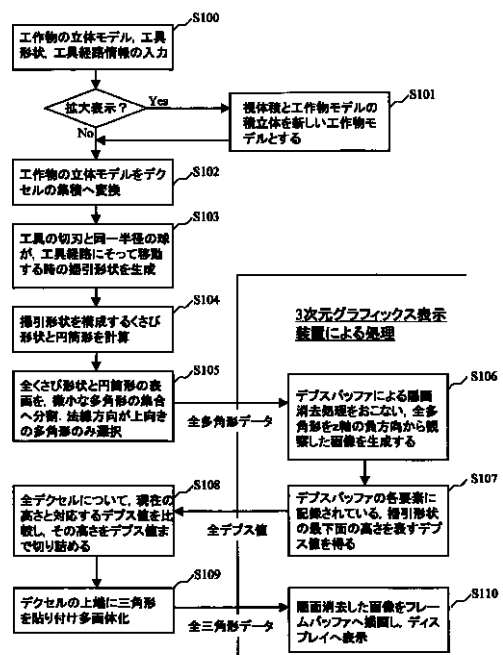 S100
工作物の立体モデル，工具
形状，工具経路情報の入力
拡大表示？
Yes
No
S101
視体積と工作物モデルの
積立体を新しい工作物モ
デルとする
S102
工作物の立体モデルをデク
セルの集積へ変換
S103
工具の切刃と同一半径の球
が，工具経路にそって移動
する時の掃引形状を生成
S104
掃引形状を構成するくさび
形状と円筒形を計算
S105
全くさび形状と円筒形の表
面を，微小な多角形の集合
へ分割．法線方向が上向き
の多角形のみ選択
全多角形データ
3次元グラフィックス表示
装置による処理
S106
デプスバッファによる隠面
消去処理をおこない，全多
角形をz軸の負方向から観
察した画像を生成する
S107
デプスバッファの各要素に
記録されている，掃引形状
の最下面の高さを表すデプ
ス値を得る
全デプス値
S108
全デクセルについて，現在の
高さと対応するデプス値を比
較し，その高さをデプス値ま
で切り詰める
S109
デクセルの上端に三角形
を貼り付け多面体化
全三角形データ
S110
隠面消去した画像をフレー
ムバッファへ描画し，ディス
プレイへ表示